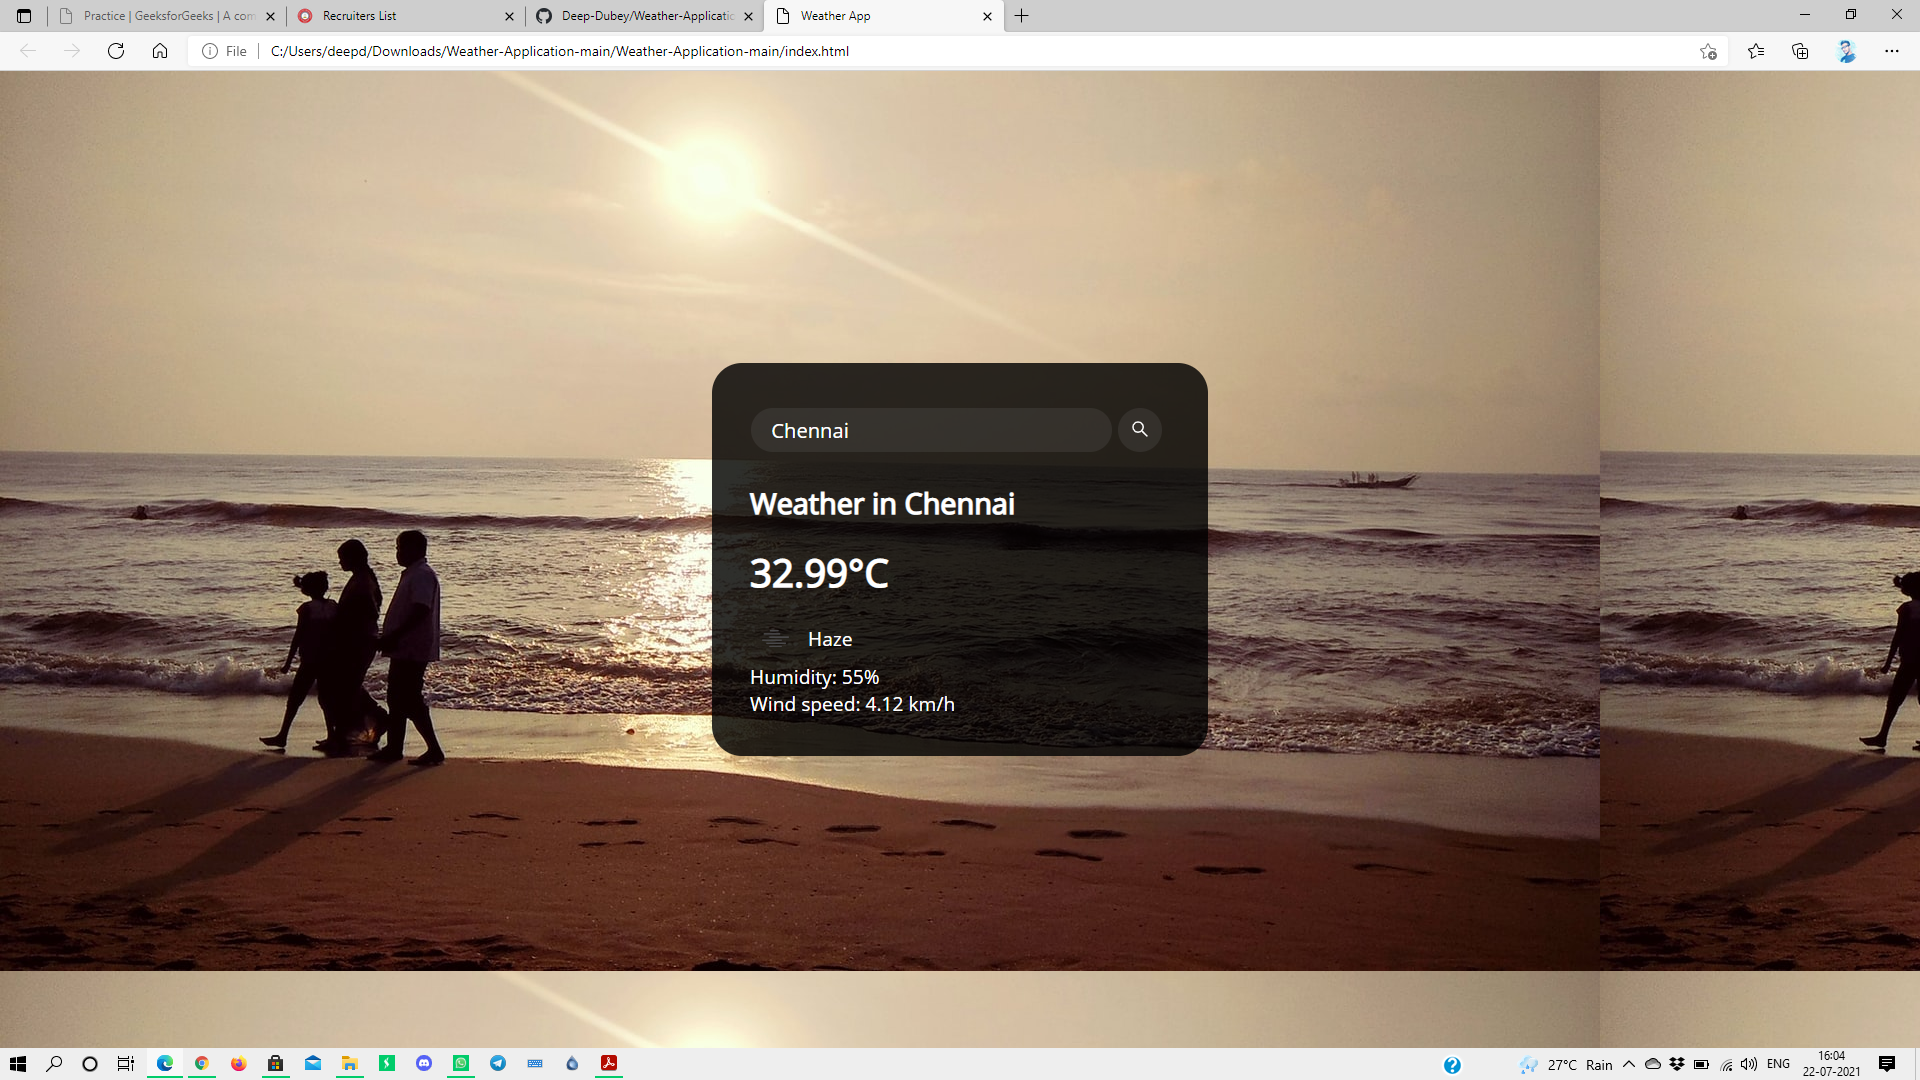 Practice | GeeksforGeeks | A com
Recruiters List
Deep-Dubey/Weather-Applicatic
Weather App
File
C:/Users/deepd/Downloads/Weather-Application-main/Weather-Application-main/index.html
Chennai
Weather in Chennai
32.99°C
Haze
Humidity: 55%
Wind speed: 4.12 km/h
27°C Rain
ENG
16:04
22-07-2021